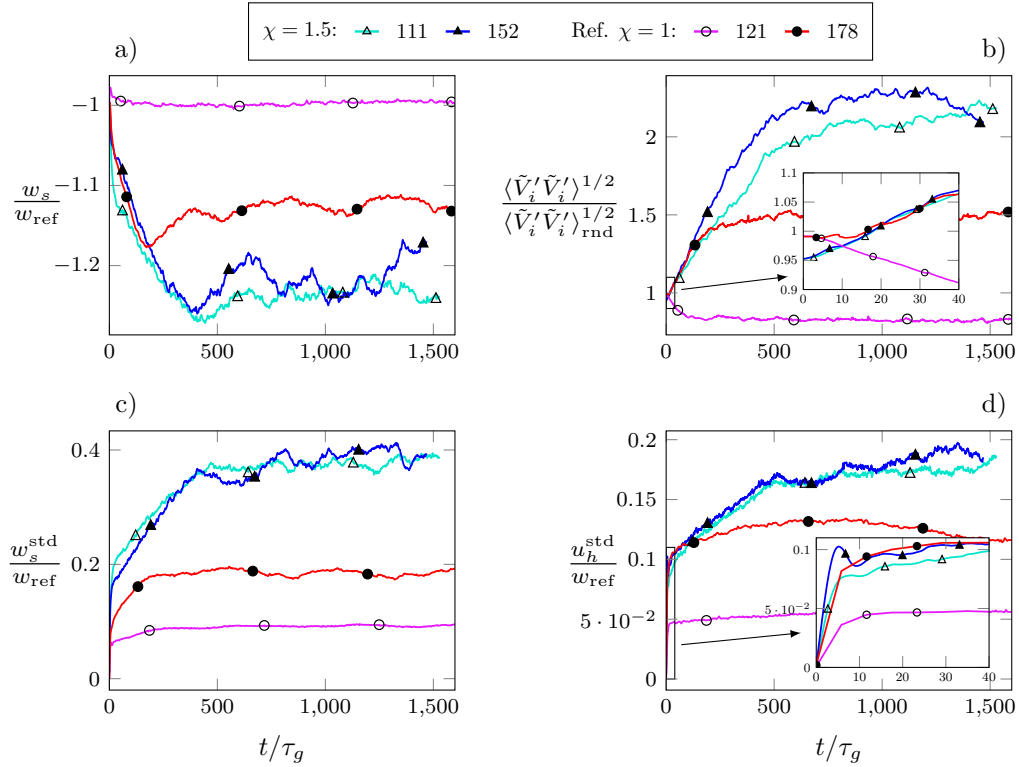 χ = 1.5: 111 152 Ref. χ = 1: 121 178
a) b)
−1
−1.1
−1.2
w_s / w_ref
0 500 1,000 1,500
2
1.5
1
⟨Ṽ′_i Ṽ′_i⟩^{1/2} / ⟨Ṽ′_i Ṽ′_i⟩^{1/2}_rnd
0 500 1,000 1,500
1.1
1.05
1
0.95
0.9
0 10 20 30 40
c) d)
0.4
0.2
0
w_s^std / w_ref
0 500 1,000 1,500
t/τ_g
0.2
0.15
0.1
5 · 10^{−2}
0
u_h^std / w_ref
0 500 1,000 1,500
t/τ_g
0.1
5 · 10^{−2}
0
0 10 20 30 40